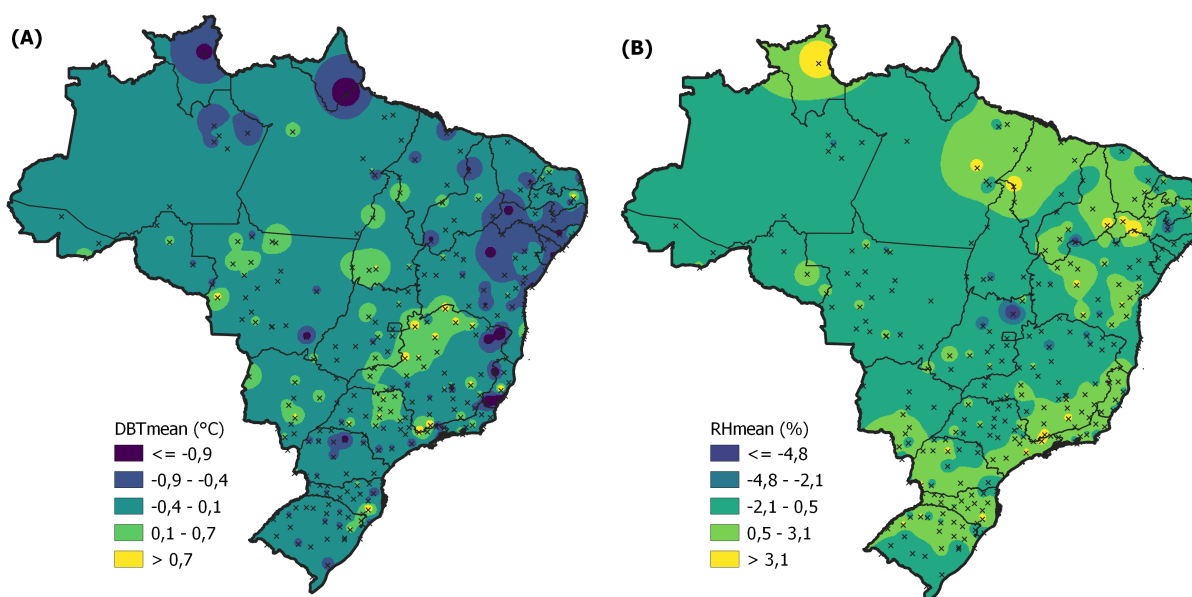 (A)
DBTmean (°C)
<= -0,9
-0,9 - -0,4
-0,4 - 0,1
0,1 - 0,7
> 0,7
(B)
RHmean (%)
<= -4,8
-4,8 - -2,1
-2,1 - 0,5
0,5 - 3,1
> 3,1